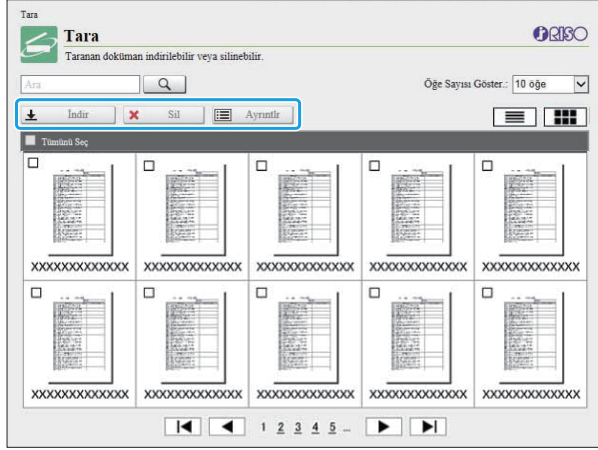 Tara
Tara
RISO
Taranan doküman indirilebilir veya silinebilir.
Ara
Öğe Sayısı Göster.: 10 öğe
İndir Sil Ayrıntlr
Tümünü Seç
XXXXXXXXXXXXX XXXXXXXXXXXXX XXXXXXXXXXXXX XXXXXXXXXXXXX XXXXXXXXXXXXX
XXXXXXXXXXXXX XXXXXXXXXXXXX XXXXXXXXXXXXX XXXXXXXXXXXXX XXXXXXXXXXXXX
1 2 3 4 5 ...